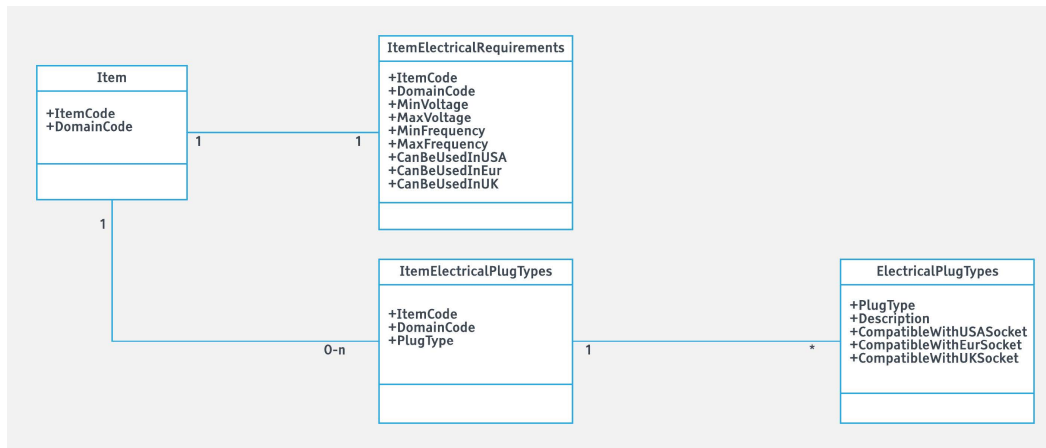 Item
+ItemCode
+DomainCode
1
1
1
ItemElectricalRequirements
+ItemCode
+DomainCode
+MinVoltage
+MaxVoltage
+MinFrequency
+MaxFrequency
+CanBeUsedInUSA
+CanBeUsedInEur
+CanBeUsedInUK
ItemElectricalPlugTypes
+ItemCode
+DomainCode
+PlugType
0-n
1
*
ElectricalPlugTypes
+PlugType
+Description
+CompatibleWithUSASocket
+CompatibleWithEurSocket
+CompatibleWithUKSocket